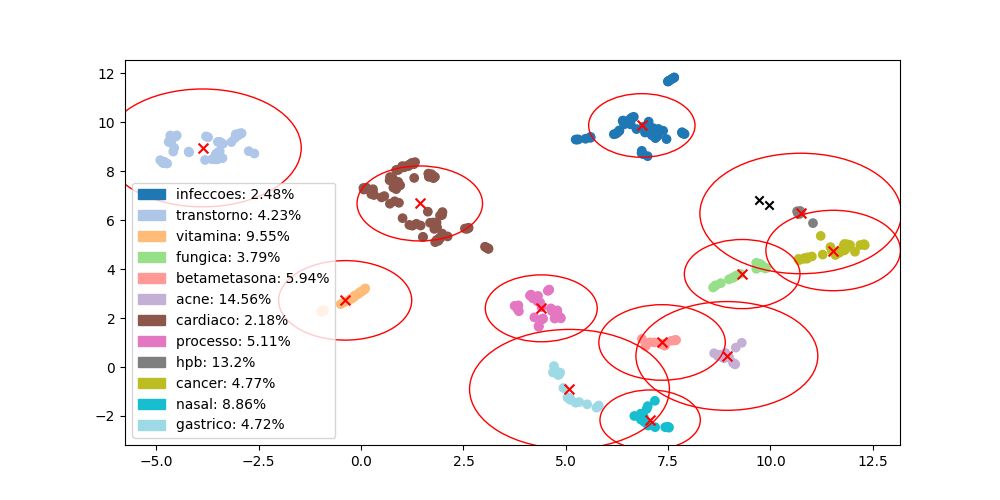 12
10
8
6
4
2
0
−2
infeccoes: 2.48%
transtorno: 4.23%
vitamina: 9.55%
fungica: 3.79%
betametasona: 5.94%
acne: 14.56%
cardiaco: 2.18%
processo: 5.11%
hpb: 13.2%
cancer: 4.77%
nasal: 8.86%
gastrico: 4.72%
−5.0 −2.5 0.0 2.5 5.0 7.5 10.0 12.5